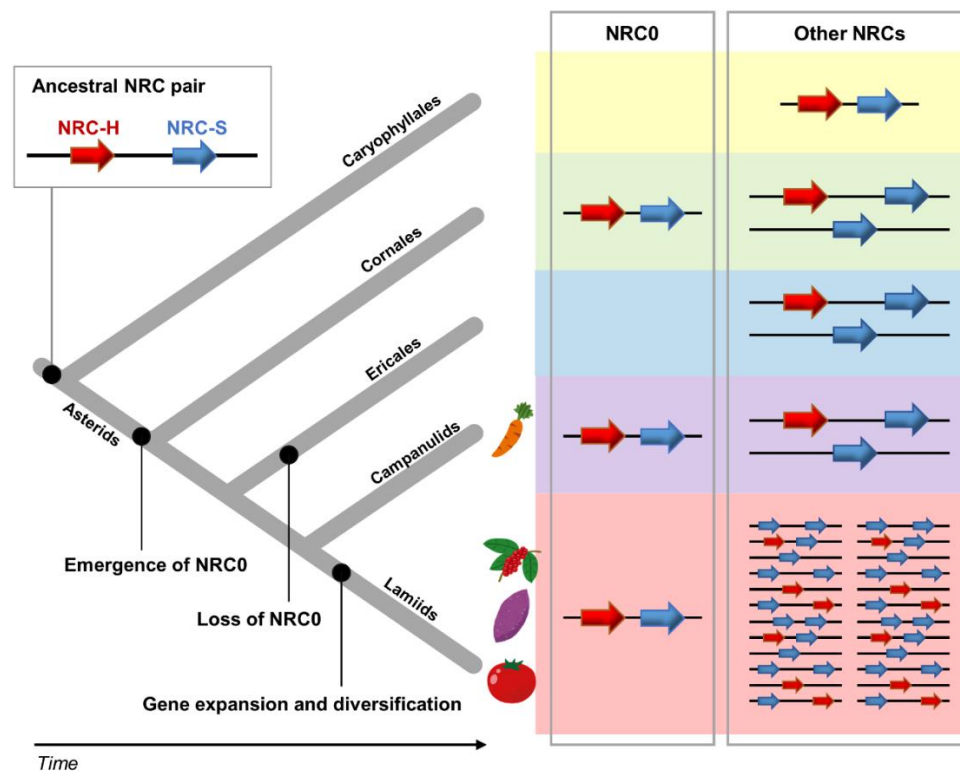 NRC0
Other NRCs
Ancestral NRC pair
NRC-H
NRC-S
Caryophyllales
Cornales
Ericales
Campanulids
Asterids
Lamiids
Emergence of NRC0
Loss of NRC0
Gene expansion and diversification
Time